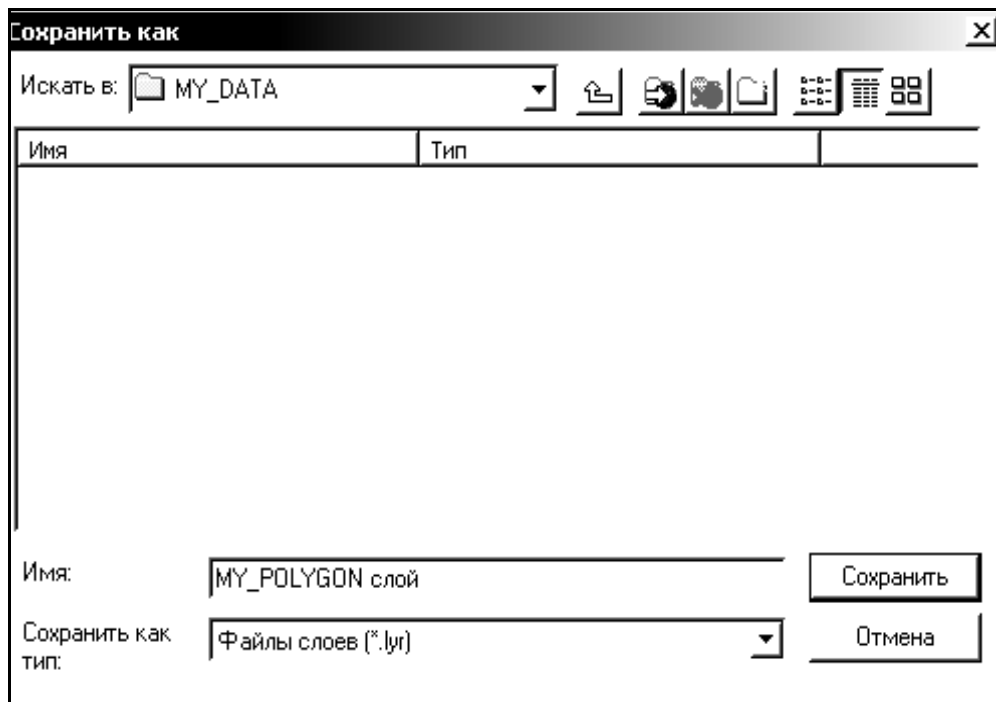 Сохранить как
Искать в: MY_DATA
Имя Тип
Имя: MY_POLYGON слой Сохранить
Сохранить как тип: Файлы слоев (*.lyr) Отмена